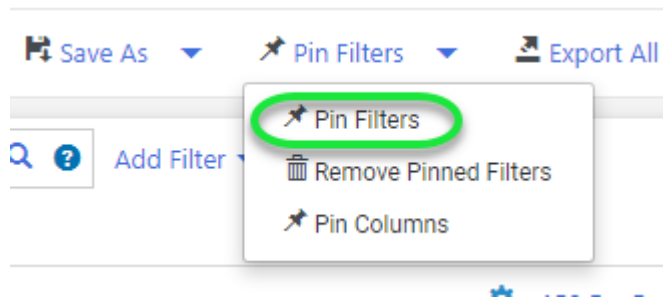 Save As Pin Filters Export All
Pin Filters
? Add Filter
Remove Pinned Filters
Pin Columns